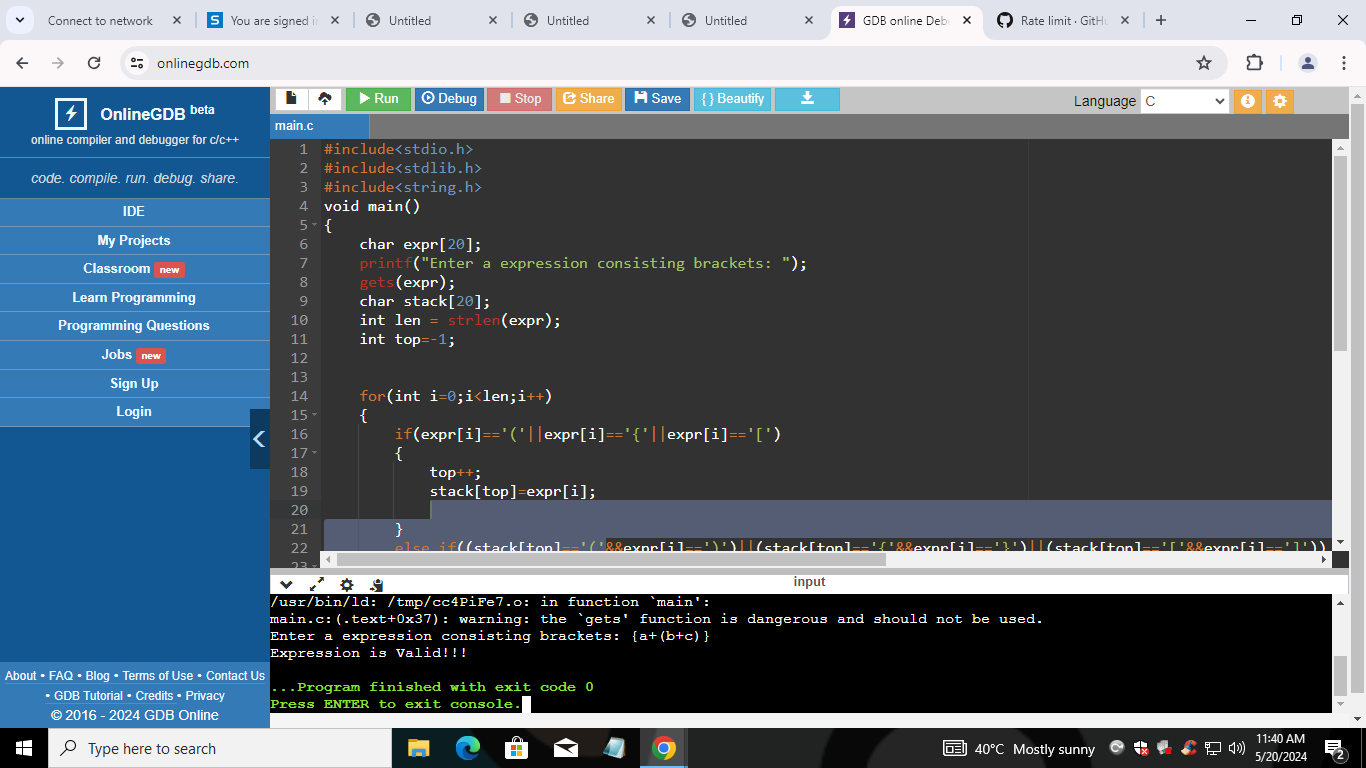 Connect to network
You are signed in
Untitled
Untitled
Untitled
GDB online Deb
Rate limit · GitHu
onlinegdb.com
OnlineGDB beta
online compiler and debugger for c/c++
code. compile. run. debug. share.
IDE
My Projects
Classroom new
Learn Programming
Programming Questions
Jobs new
Sign Up
Login
About • FAQ • Blog • Terms of Use • Contact Us
• GDB Tutorial • Credits • Privacy
© 2016 - 2024 GDB Online
Run Debug Stop Share Save { } Beautify
Language C
main.c
1 #include<stdio.h>
2 #include<stdlib.h>
3 #include<string.h>
4 void main()
5 {
6 char expr[20];
7 printf("Enter a expression consisting brackets: ");
8 gets(expr);
9 char stack[20];
10 int len = strlen(expr);
11 int top=-1;
12
13
14 for(int i=0;i<len;i++)
15 {
16 if(expr[i]=='('||expr[i]=='{'||expr[i]=='[')
17 {
18 top++;
19 stack[top]=expr[i];
20
21 }
22 else if((stack[top]=='('&&expr[i]==')')||(stack[top]=='{'&&expr[i]=='}')||(stack[top]=='['&&expr[i]==']'))
23
input
/usr/bin/ld: /tmp/cc4PiFe7.o: in function `main':
main.c:(.text+0x37): warning: the `gets' function is dangerous and should not be used.
Enter a expression consisting brackets: {a+(b+c)}
Expression is Valid!!!
...Program finished with exit code 0
Press ENTER to exit console.
Type here to search
40°C Mostly sunny
11:40 AM
5/20/2024
2